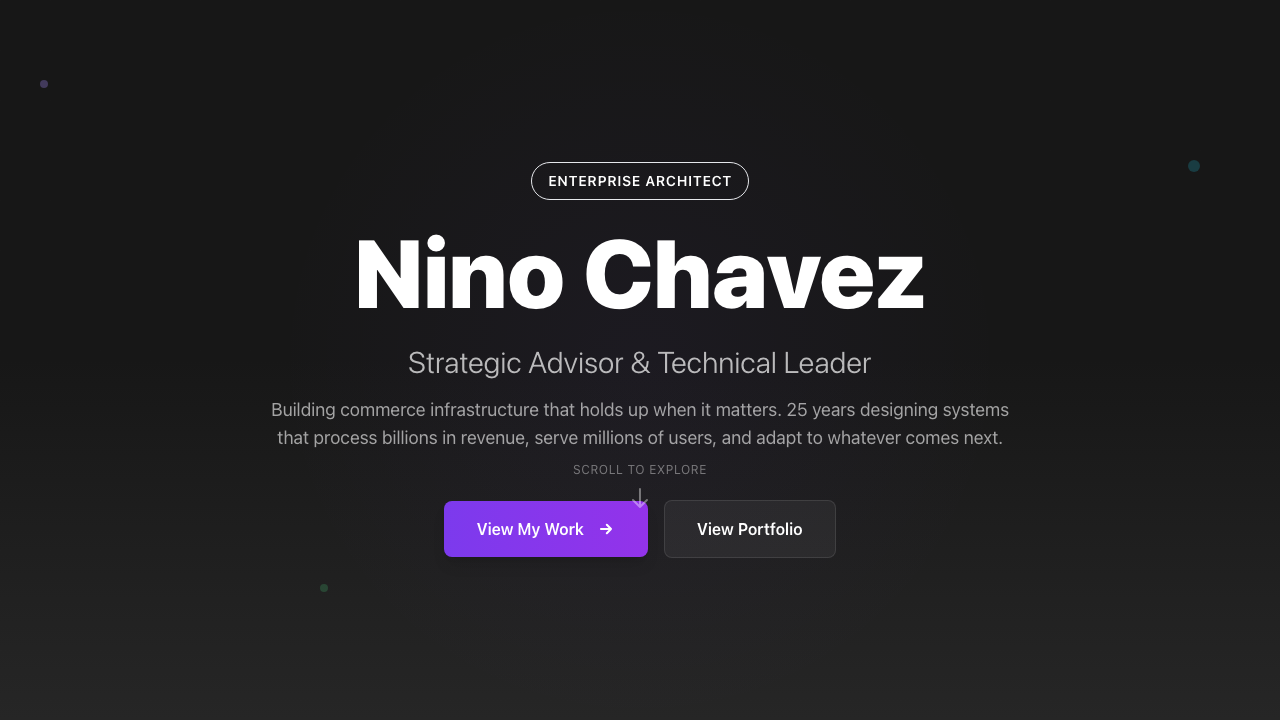 ENTERPRISE ARCHITECT
Nino Chavez
Strategic Advisor & Technical Leader
Building commerce infrastructure that holds up when it matters. 25 years designing systems
that process billions in revenue, serve millions of users, and adapt to whatever comes next.
SCROLL TO EXPLORE
View My Work
View Portfolio